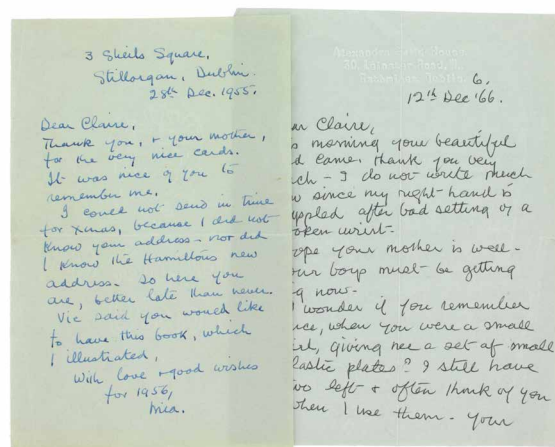 3 Sheils Square,
Stillorgan, Dublin.
28th Dec. 1955.
Dear Claire,
Thank you, + your mother,
for the very nice cards.
It was nice of you to
remember me.
I could not send in time
for Xmas, because I did not
know your address - nor did
I know the Hamiltons new
address. So here you
are, better late than never.
Vic said you would like
to have this book, which
I illustrated,
With love + good wishes
for 1956,
Mia.
6.
12th Dec '66.
Claire,
morning you beautiful
came. Thank you very
- I do not write much
since my right hand is
after bad setting of a
wrist.
your mother is well.
boys must be getting
now.
wonder if you remember
when you were a small
giving me a set of small
plates? I still have
left + often think of you
when I use them. Your